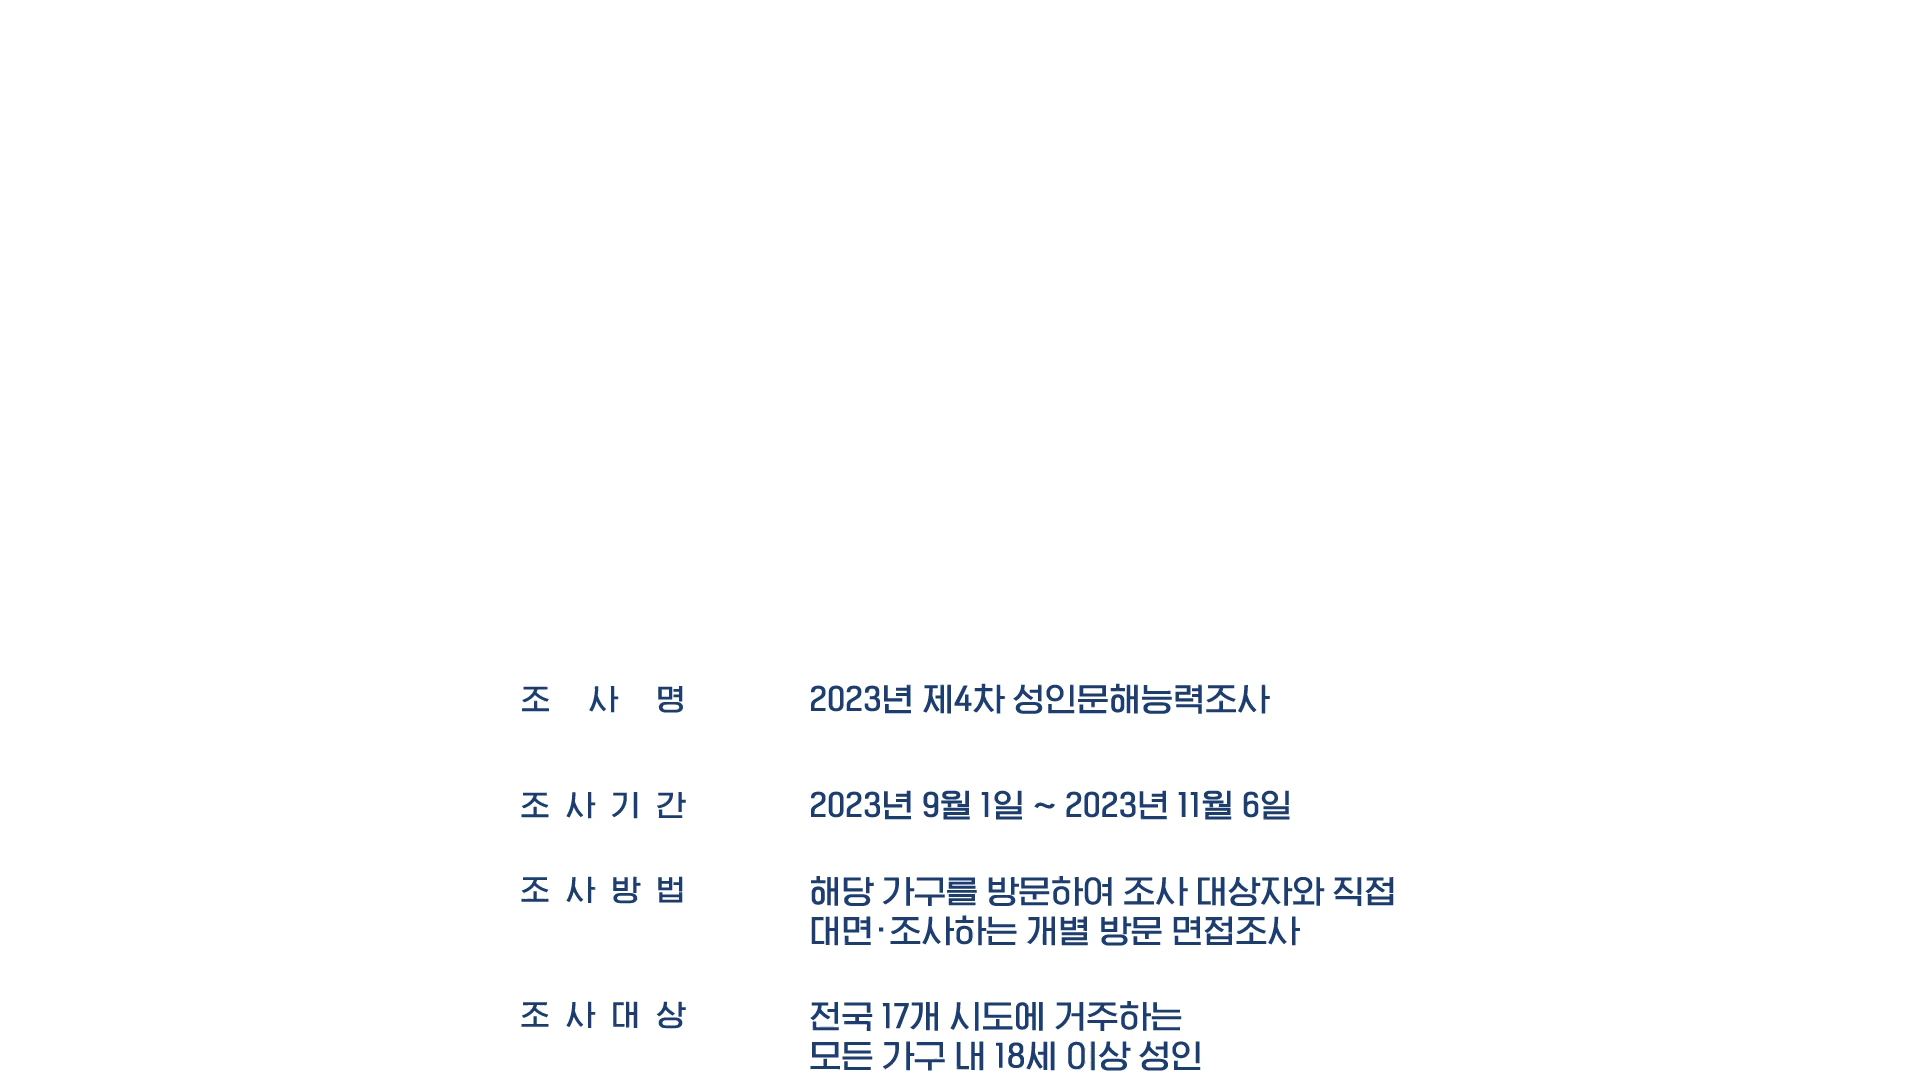 조 사 명 2023년 제4차 성인문해능력조사
조 사 기 간 2023년 9월 1일 ~ 2023년 11월 6일
조 사 방 법 해당 가구를 방문하여 조사 대상자와 직접
대면·조사하는 개별 방문 면접조사
조 사 대 상 전국 17개 시도에 거주하는
모든 가구 내 18세 이상 성인